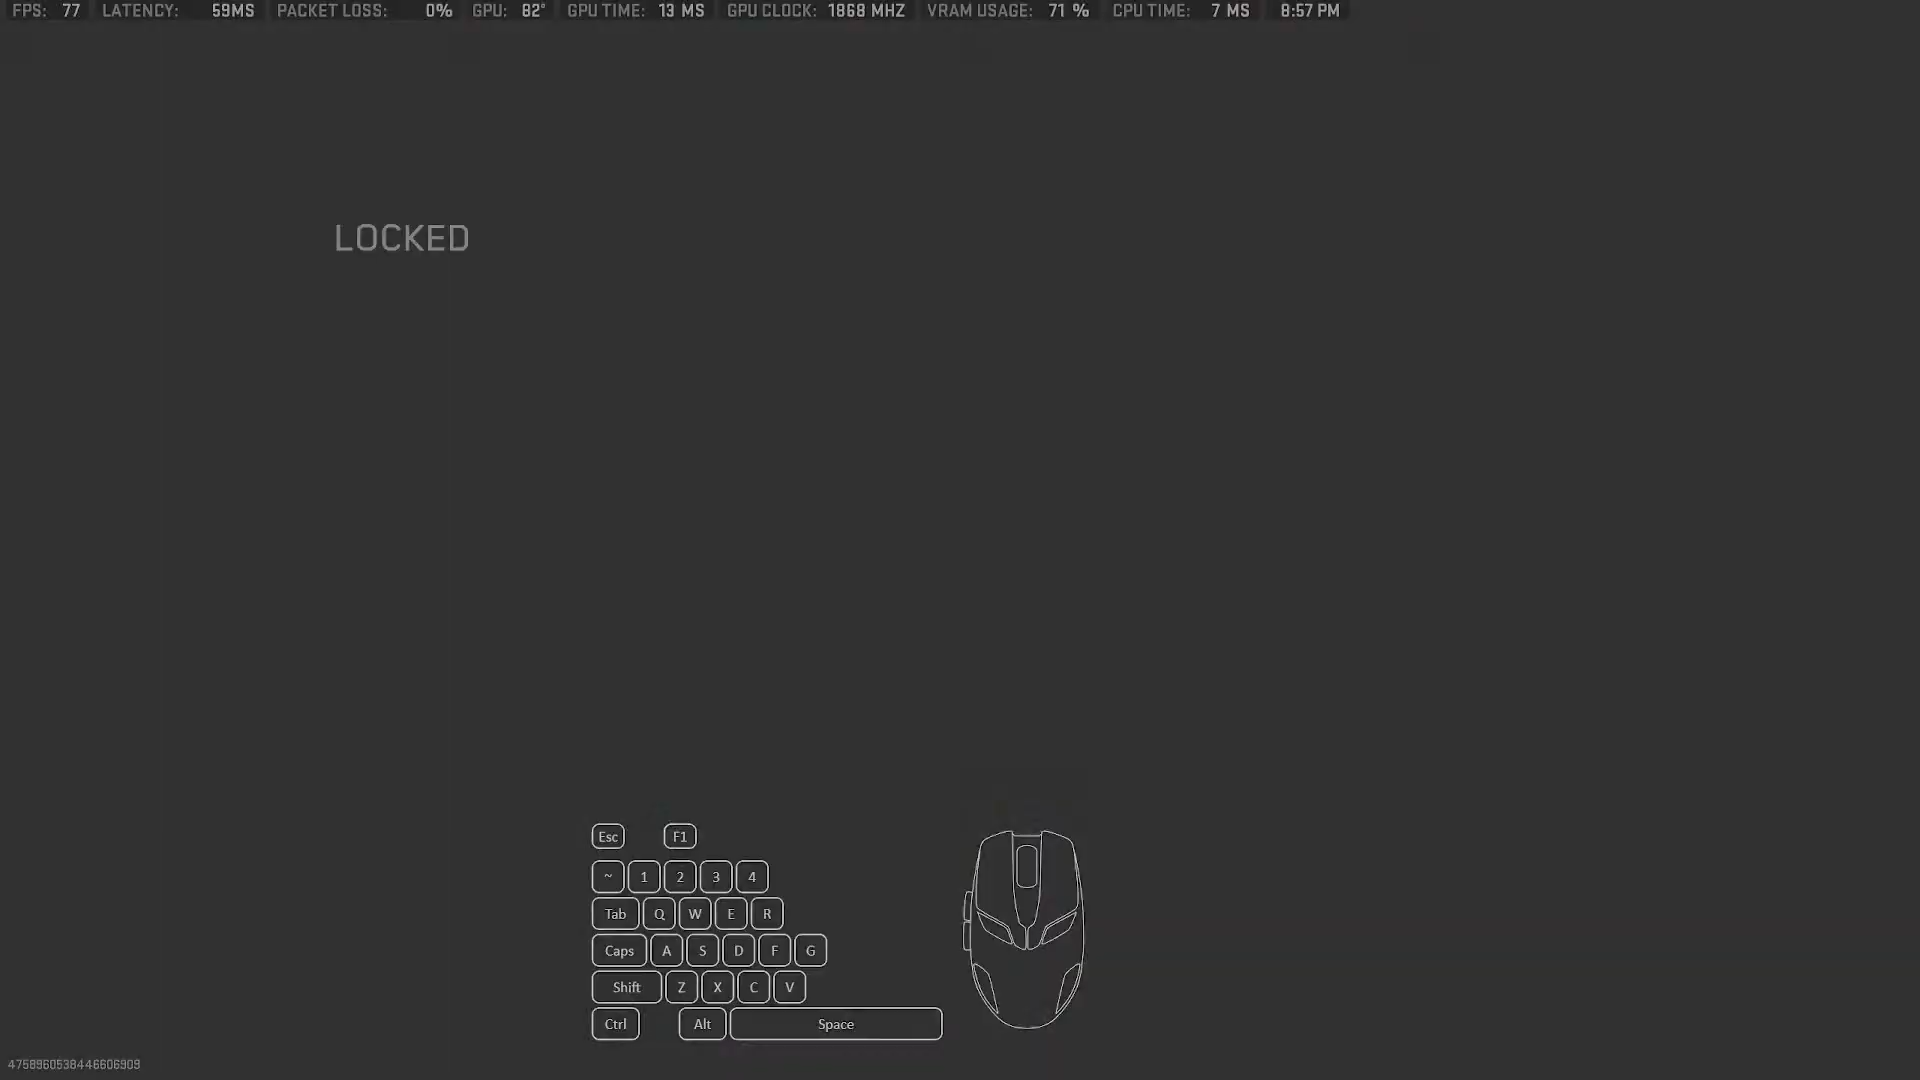 FPS: 77 LATENCY: 59MS PACKET LOSS: 0% GPU: 82° GPU TIME: 13 MS GPU CLOCK: 1868 MHZ VRAM USAGE: 71 % CPU TIME: 7 MS 8:57 PM
LOCKED
Esc F1
~ 1 2 3 4
Tab Q W E R
Caps A S D F G
Shift Z X C V
Ctrl Alt Space
4758960538446606909